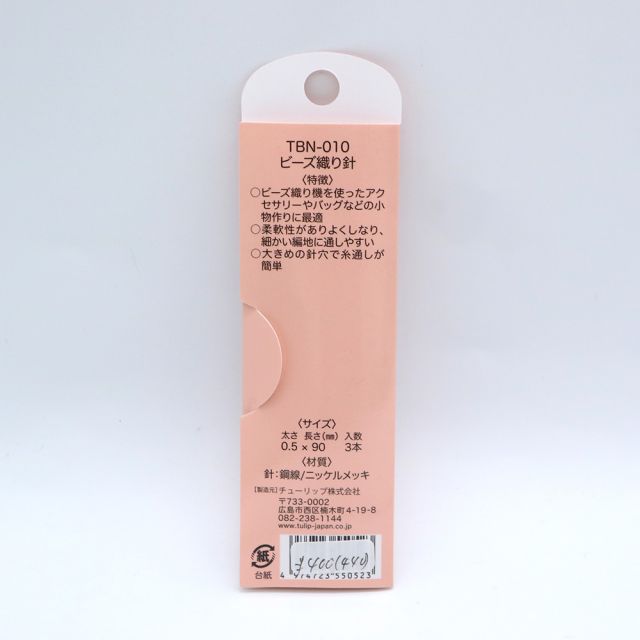 TBN-010
ビーズ織り針
〈特徴〉
○ビーズ織り機を使ったアク
セサリーやバッグなどの小
物作りに最適
○柔軟性がありよくしなり、
細かい編地に通しやすい
○大きめの針穴で糸通しが
簡単
〈サイズ〉
太さ 長さ(㎜) 入数
0.5 × 90 3本
〈材質〉
針：鋼線/ニッケルメッキ
[製造元]チューリップ株式会社
〒733-0002
広島市西区楠木町4-19-8
082-238-1144
www.tulip-japan.co.jp
紙
台紙
¥400(440)
4 974723 550523